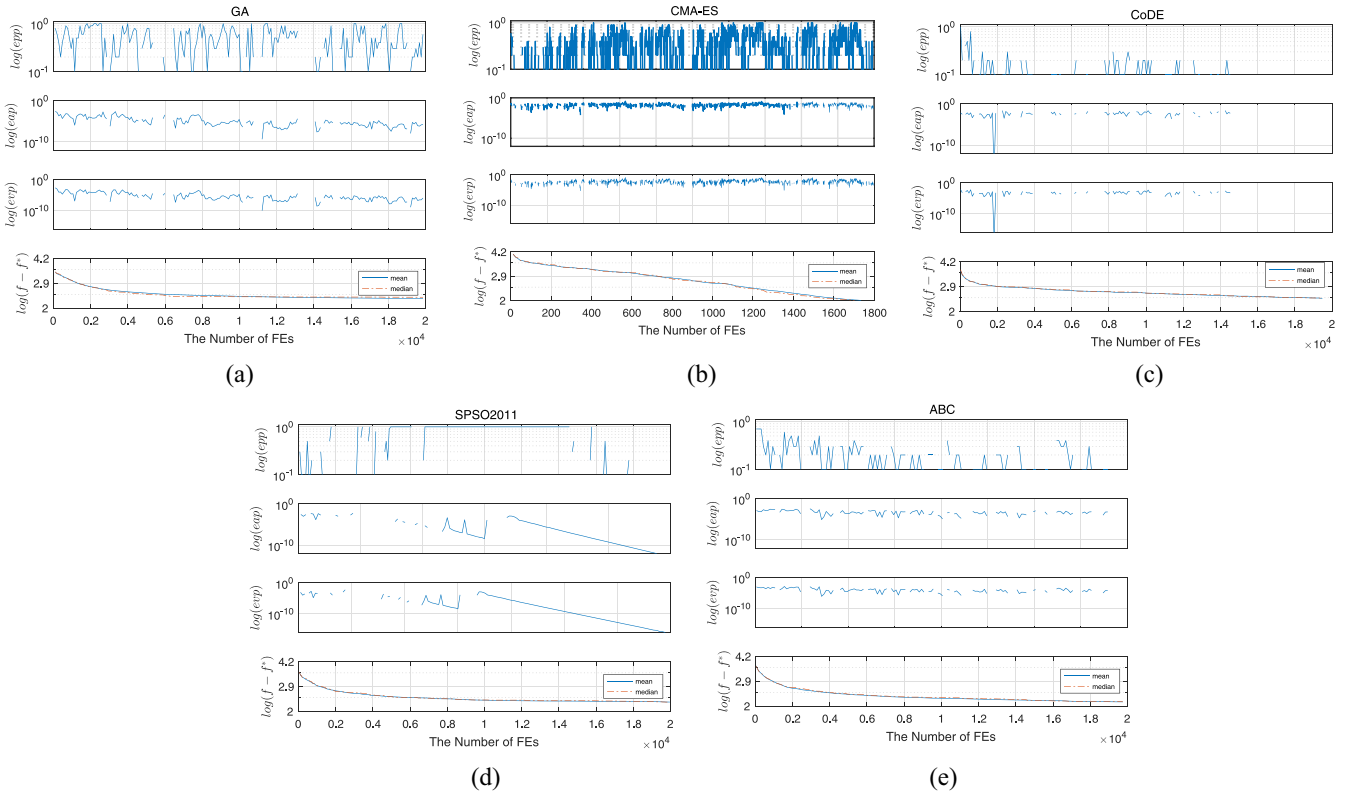 GA
log(epp)
10^0
10^-1
log(eap)
10^0
10^-10
log(evp)
10^0
10^-10
log(f − f*)
4.2
2.9
2
mean
median
0 0.2 0.4 0.6 0.8 1 1.2 1.4 1.6 1.8 2
The Number of FEs
×10^4
(a)
CMA-ES
log(epp)
10^0
10^-1
log(eap)
10^0
10^-10
log(evp)
10^0
10^-10
log(f − f*)
4.2
2.9
2
mean
median
0 200 400 600 800 1000 1200 1400 1600 1800
The Number of FEs
(b)
CoDE
log(epp)
10^0
10^-1
log(eap)
10^0
10^-10
log(evp)
10^0
10^-10
log(f − f*)
4.2
2.9
2
mean
median
0 0.2 0.4 0.6 0.8 1 1.2 1.4 1.6 1.8 2
The Number of FEs
×10^4
(c)
SPSO2011
log(epp)
10^0
10^-1
log(eap)
10^0
10^-10
log(evp)
10^0
10^-10
log(f − f*)
4.2
2.9
2
mean
median
0 0.2 0.4 0.6 0.8 1 1.2 1.4 1.6 1.8 2
The Number of FEs
×10^4
(d)
ABC
log(epp)
10^0
10^-1
log(eap)
10^0
10^-10
log(evp)
10^0
10^-10
log(f − f*)
4.2
2.9
2
mean
median
0 0.2 0.4 0.6 0.8 1 1.2 1.4 1.6 1.8 2
The Number of FEs
×10^4
(e)